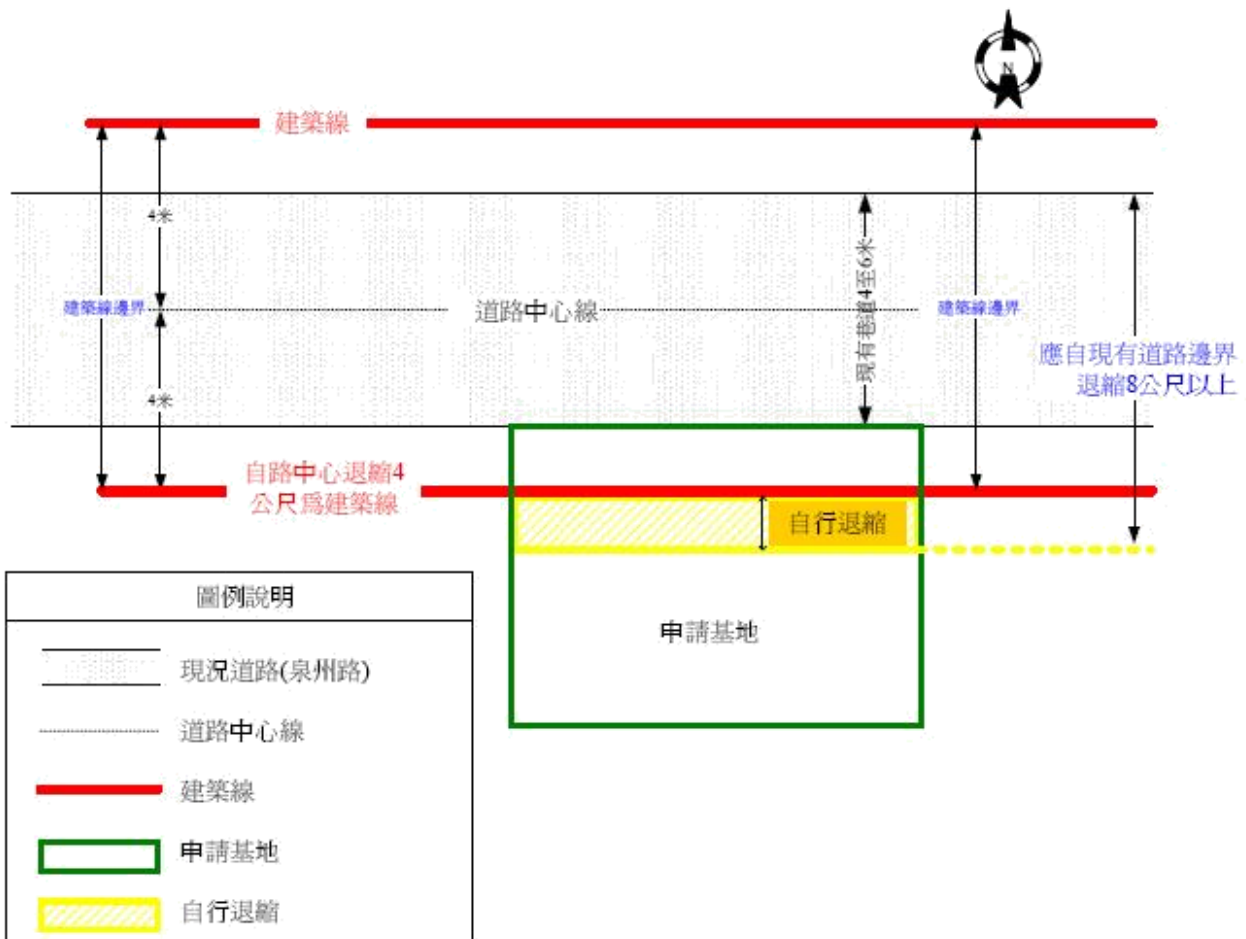 N
建築線
4米
建築線邊界
道路中心線
現有巷道4至6米
建築線邊界
應自現有道路邊界
退縮8公尺以上
4米
自路中心退縮4
公尺爲建築線
自行退縮
申請基地
圖例說明
現況道路(泉州路)
道路中心線
建築線
申請基地
自行退縮